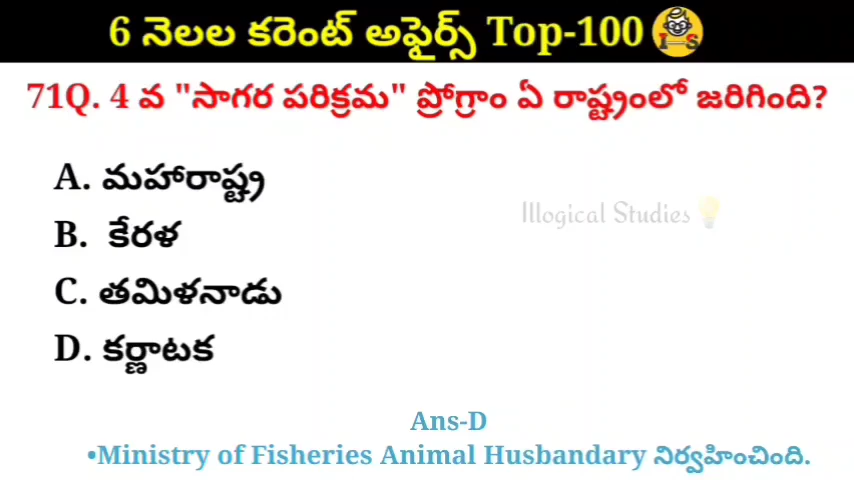 6 నెలల కరెంట్ అఫైర్స్ Top-100
71Q. 4 వ "సాగర పరిక్రమ" ప్రోగ్రాం ఏ రాష్ట్రంలో జరిగింది?
A. మహారాష్ట్ర
Illogical Studies
B. కేరళ
C. తమిళనాడు
D. కర్ణాటక
Ans-D
•Ministry of Fisheries Animal Husbandary నిర్వహించింది.